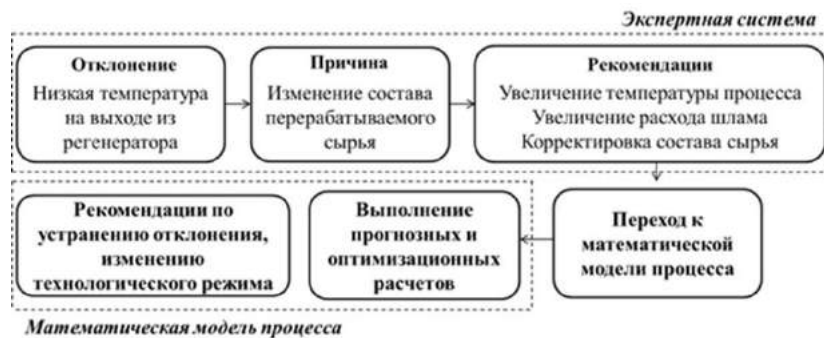 Экспертная система
Отклонение
Низкая температура
на выходе из
регенератора
Причина
Изменение состава
перерабатываемого
сырья
Рекомендации
Увеличение температуры процесса
Увеличение расхода шлама
Корректировка состава сырья
Переход к
математической
модели процесса
Выполнение
прогнозных и
оптимизационных
расчетов
Рекомендации по
устранению отклонения,
изменению
технологического режима
Математическая модель процесса